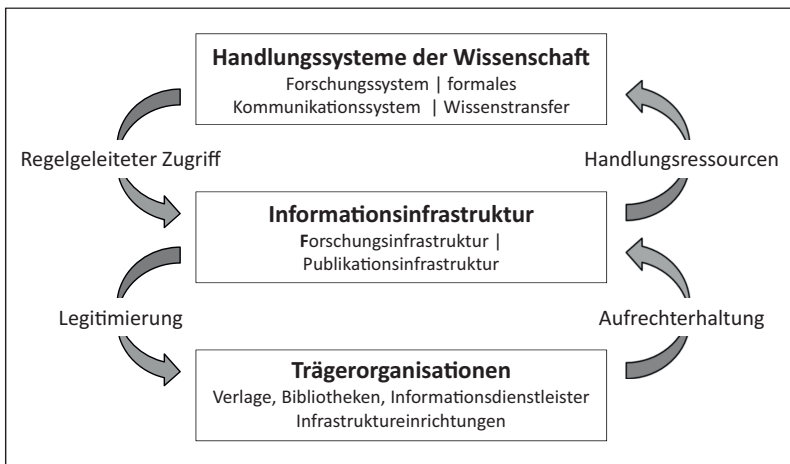 Handlungssysteme der Wissenschaft
Forschungssystem | formales
Kommunikationssystem | Wissenstransfer
Regelgeleiteter Zugriff
Handlungsressourcen
Informationsinfrastruktur
Forschungsinfrastruktur |
Publikationsinfrastruktur
Legitimierung
Aufrechterhaltung
Trägerorganisationen
Verlage, Bibliotheken, Informationsdienstleister
Infrastruktureinrichtungen